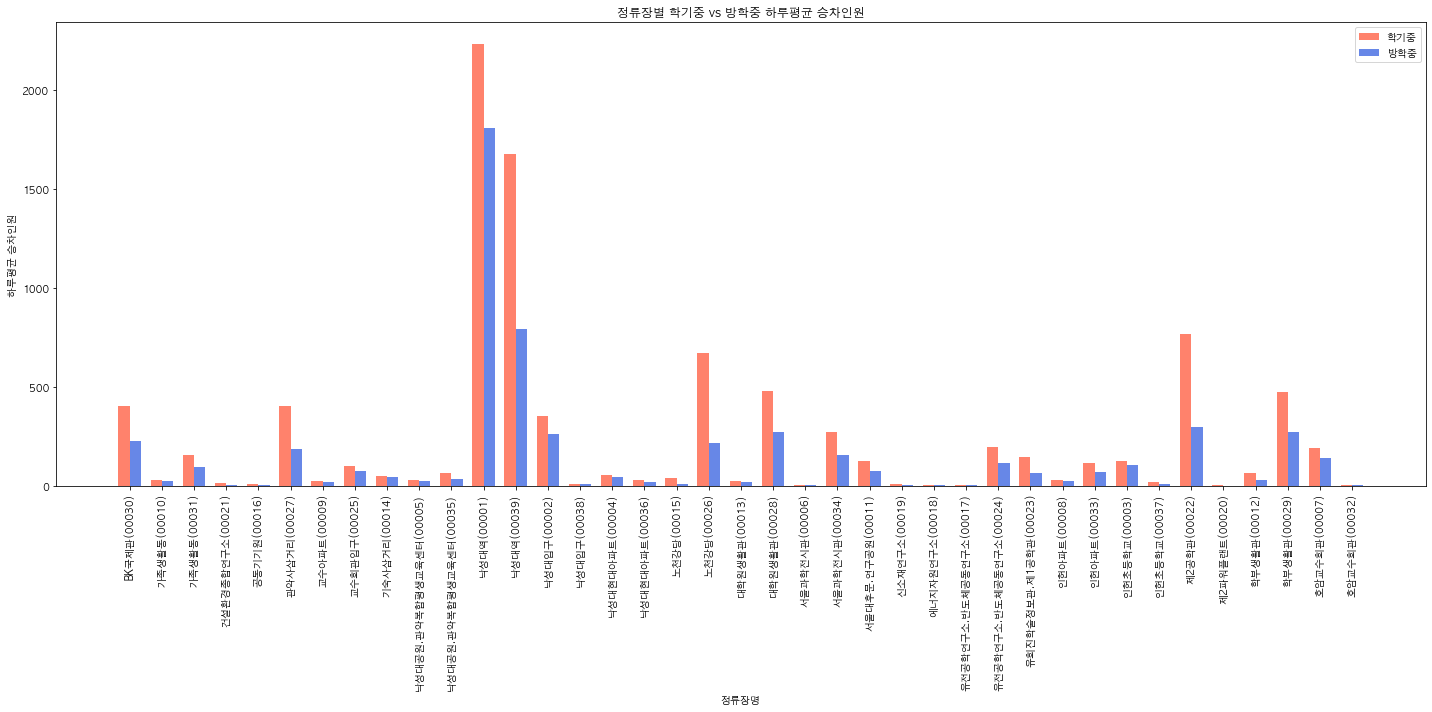 정류장별 학기중 vs 방학중 하루평균 승차인원
학기중
방학중
하루평균 승차인원
2000
1500
1000
500
0
BK국제관(00030)
가족생활동(00010)
가족생활동(00031)
건설환경종합연구소(00021)
공동기기원(00016)
관악사삼거리(00027)
교수아파트(00009)
교수회관입구(00025)
기숙사삼거리(00014)
낙성대공원.관악복합평생교육센터(00005)
낙성대공원.관악복합평생교육센터(00035)
낙성대역(00001)
낙성대역(00039)
낙성대입구(00002)
낙성대입구(00038)
낙성대현대아파트(00004)
낙성대현대아파트(00036)
노천강당(00015)
노천강당(00026)
대학원생활관(00013)
대학원생활관(00028)
서울과학전시관(00006)
서울과학전시관(00034)
서울대후문.연구공원(00011)
신소재연구소(00019)
에너지자원연구소(00018)
유전공학연구소.반도체공동연구소(00017)
유전공학연구소.반도체공동연구소(00024)
유회진학술정보관.제1공학관(00023)
인헌아파트(00008)
인헌아파트(00033)
인헌초등학교(00003)
인헌초등학교(00037)
제2공학관(00022)
제2파워플랜트(00020)
학부생활관(00012)
학부생활관(00029)
호암교수회관(00007)
호암교수회관(00032)
정류장명